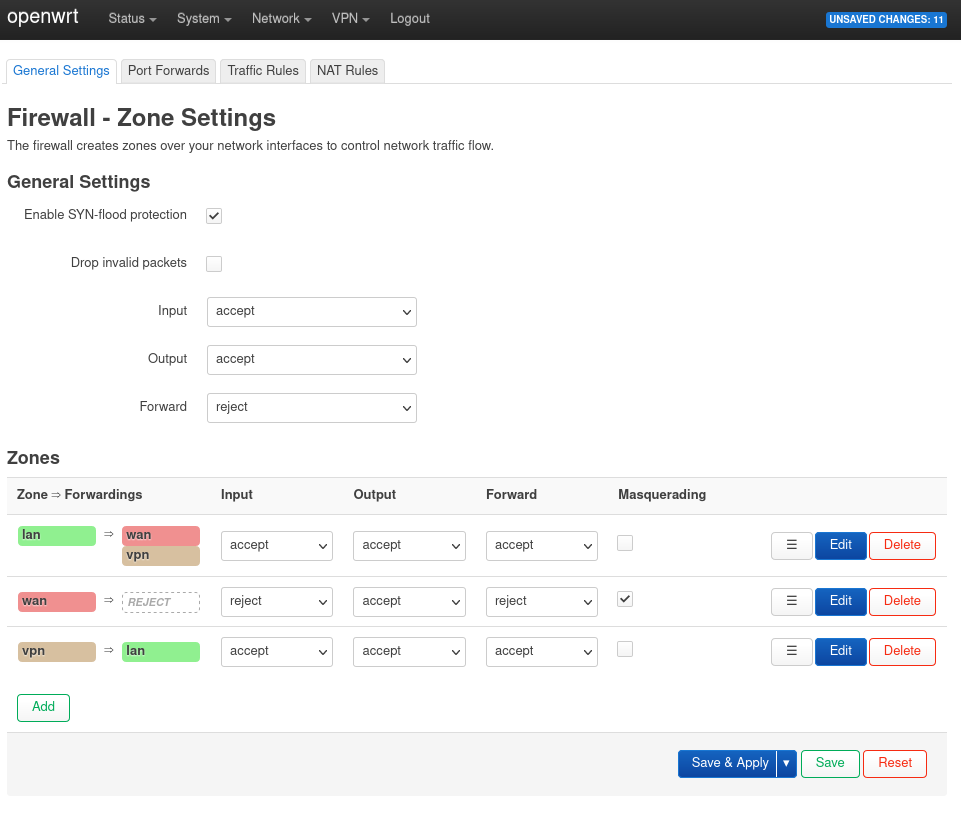 openwrt Status System Network VPN Logout UNSAVED CHANGES: 11
General Settings Port Forwards Traffic Rules NAT Rules
Firewall - Zone Settings
The firewall creates zones over your network interfaces to control network traffic flow.
General Settings
Enable SYN-flood protection
Drop invalid packets
Input accept
Output accept
Forward reject
Zones
Zone ⇒ Forwardings Input Output Forward Masquerading
lan ⇒ wan accept accept accept ☰ Edit Delete
vpn
wan ⇒ REJECT reject accept reject ☰ Edit Delete
vpn ⇒ lan accept accept accept ☰ Edit Delete
Add
Save & Apply ▾ Save Reset